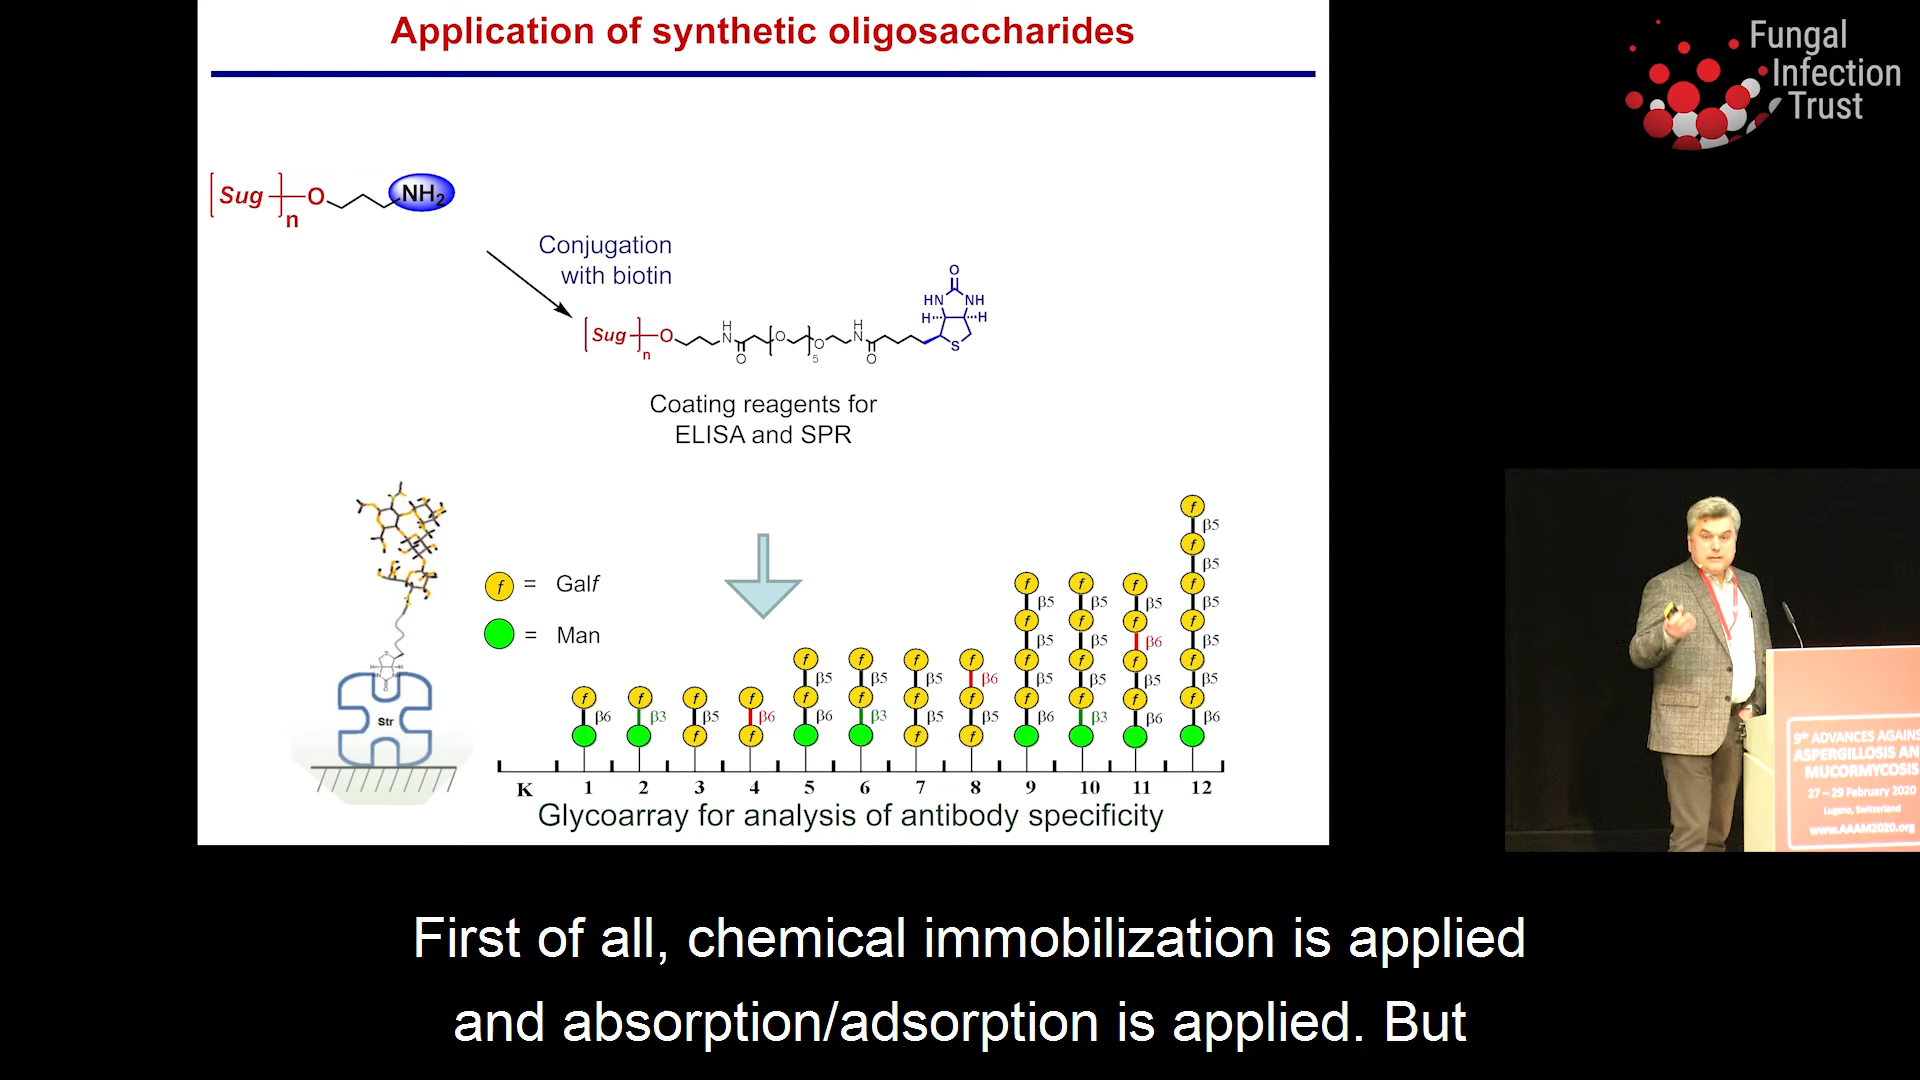 Application of synthetic oligosaccharides
Fungal
Infection
Trust
[Sug]n—O NH2
Conjugation
with biotin
O
HN NH
H H
S
[Sug]n—O H N O O 5 O H N O
Coating reagents for
ELISA and SPR
f = Galf
= Man
H H
S
O
Str
f β6
f β3
f β5 f
f β6 f
f β5 f β6
f β5 f β3
f β5 f β5 f
f β6 f β5 f
f β5 f β5 f β5 f β6
f β5 f β5 f β5 f β3
f β5 f β6 f β5 f β6
f β5 f β5 f β5 f β5 f β5 f β6
K 1 2 3 4 5 6 7 8 9 10 11 12
Glycoarray for analysis of antibody specificity
9th ADVANCES AGAINS
ASPERGILLOSIS AN
MUCORMYCOSIS
27 – 29 February 2020
Lugano, Switzerland
www.AAAM2020.org
First of all, chemical immobilization is applied
and absorption/adsorption is applied. But